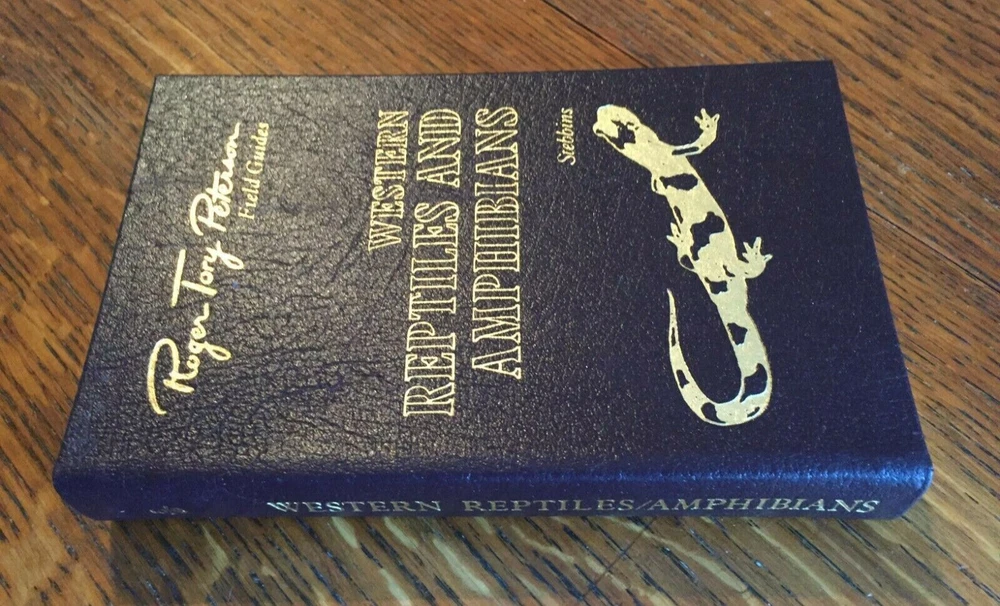 Roger Tory Peterson
Field Guides
WESTERN
REPTILES AND
AMPHIBIANS
Stebbins
WESTERN REPTILES/AMPHIBIANS